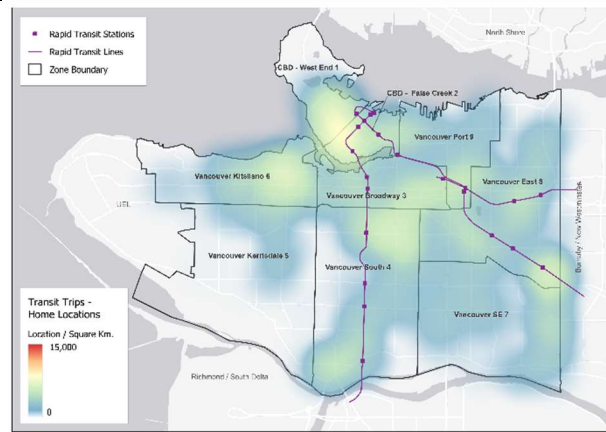 Rapid Transit Stations
Rapid Transit Lines
Zone Boundary
North Shore
CBD - West End 1
CBD - False Creek 2
Vancouver Port 9
Vancouver Kitsilano 6
Vancouver East 8
Vancouver Broadway 3
UEL
Vancouver Kerrisdale 5
Vancouver South 4
Burnaby / New Westminster
Vancouver SE 7
Transit Trips -
Home Locations
Location / Square Km.
15,000
0
Richmond / South Delta